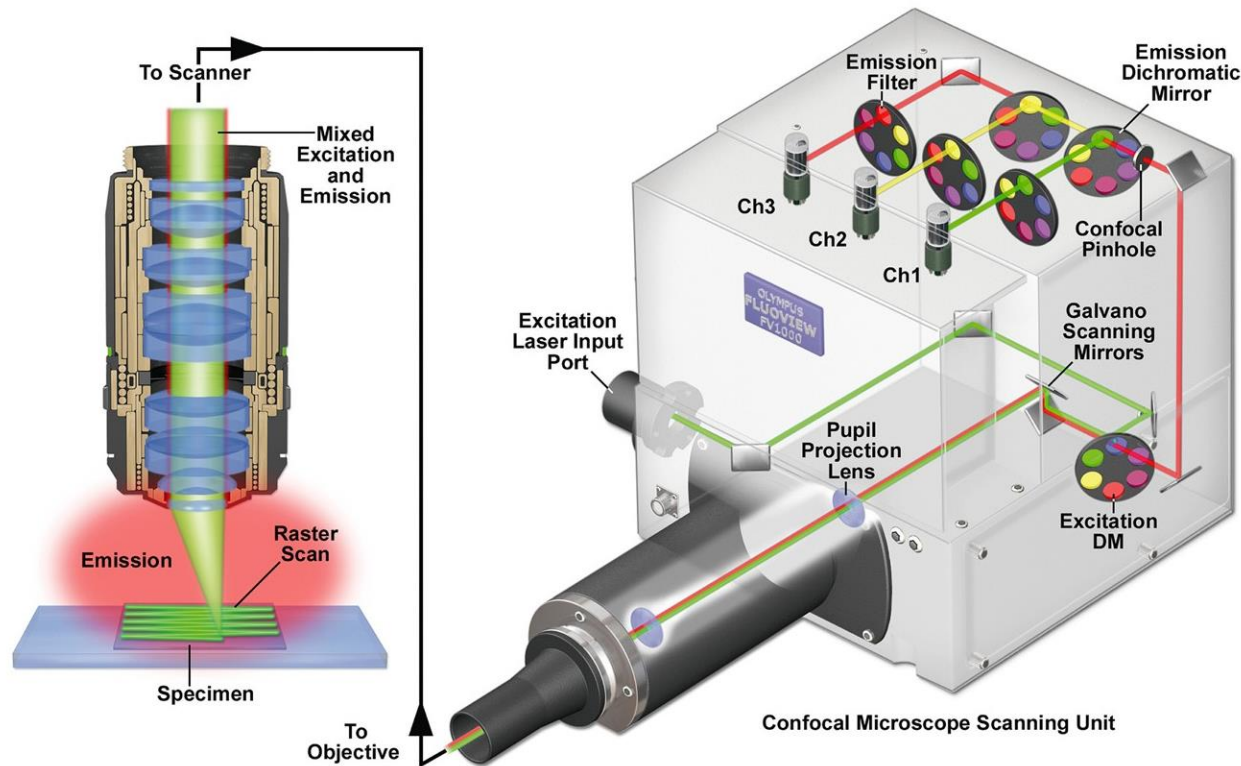 To Scanner
Mixed
Excitation
and
Emission
Emission
Raster
Scan
Specimen
To
Objective
Emission
Filter
Emission
Dichromatic
Mirror
Ch3
Ch2
Ch1
Confocal
Pinhole
OLYMPUS
FLUOVIEW
FV1000
Excitation
Laser Input
Port
Galvano
Scanning
Mirrors
Pupil
Projection
Lens
Excitation
DM
Confocal Microscope Scanning Unit